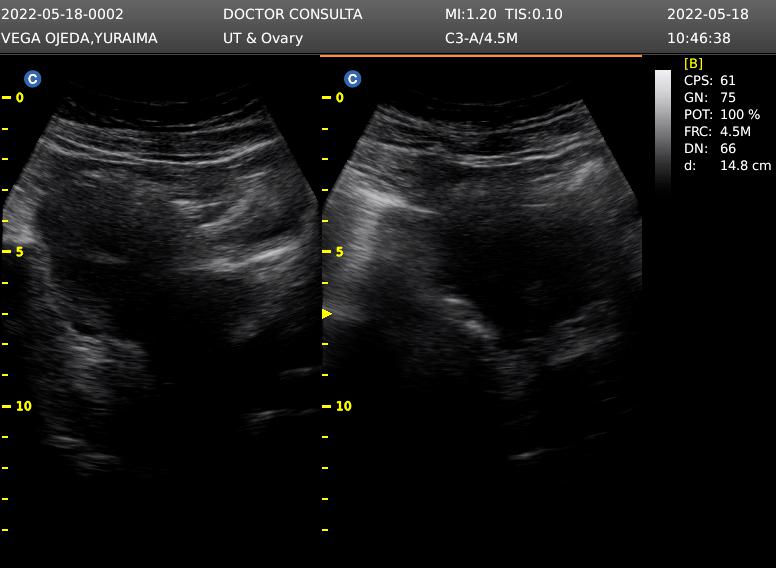 2022-05-18-0002 DOCTOR CONSULTA MI:1.20 TIS:0.10 2022-05-18
VEGA OJEDA,YURAIMA UT & Ovary C3-A/4.5M 10:46:38
[B]
CPS: 61
GN: 75
POT: 100 %
FRC: 4.5M
DN: 66
d: 14.8 cm
C C
0 0
5 5
10 10